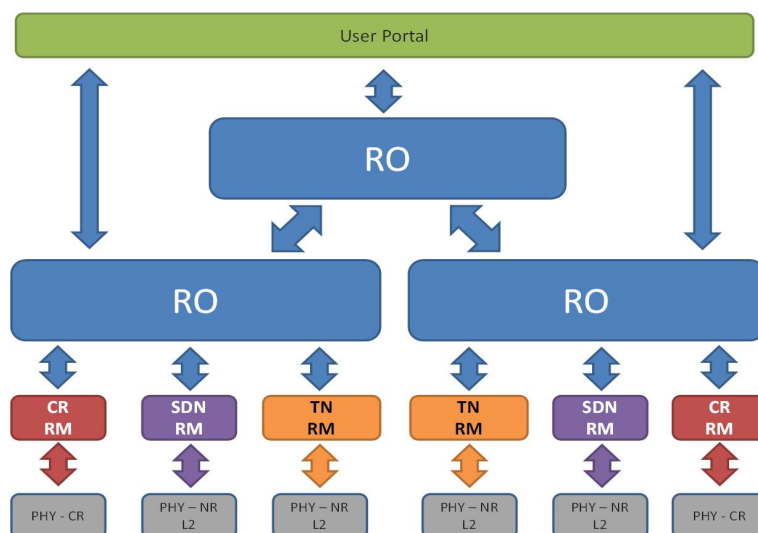 User Portal
RO
RO
RO
CR
RM
SDN
RM
TN
RM
TN
RM
SDN
RM
CR
RM
PHY - CR
PHY – NR
L2
PHY – NR
L2
PHY – NR
L2
PHY – NR
L2
PHY - CR